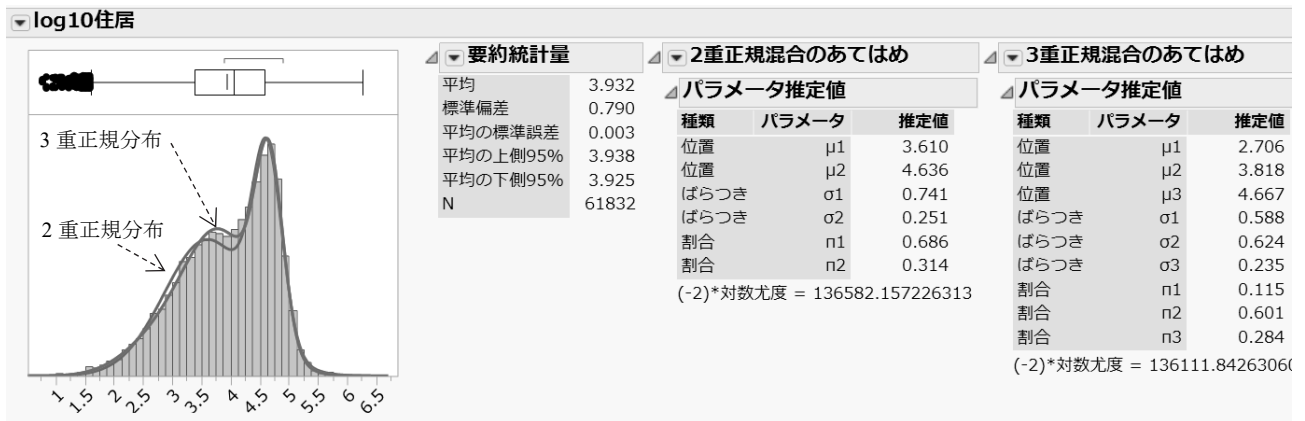 log10住居
3 重正規分布
2 重正規分布
1 1.5 2 2.5 3 3.5 4 4.5 5 5.5 6 6.5
要約統計量
平均 3.932
標準偏差 0.790
平均の標準誤差 0.003
平均の上側95% 3.938
平均の下側95% 3.925
N 61832
2重正規混合のあてはめ
パラメータ推定値
種類 パラメータ 推定値
位置 μ1 3.610
位置 μ2 4.636
ばらつき σ1 0.741
ばらつき σ2 0.251
割合 π1 0.686
割合 π2 0.314
(-2)*対数尤度 = 136582.157226313
3重正規混合のあてはめ
パラメータ推定値
種類 パラメータ 推定値
位置 μ1 2.706
位置 μ2 3.818
位置 μ3 4.667
ばらつき σ1 0.588
ばらつき σ2 0.624
ばらつき σ3 0.235
割合 π1 0.115
割合 π2 0.601
割合 π3 0.284
(-2)*対数尤度 = 136111.84263060